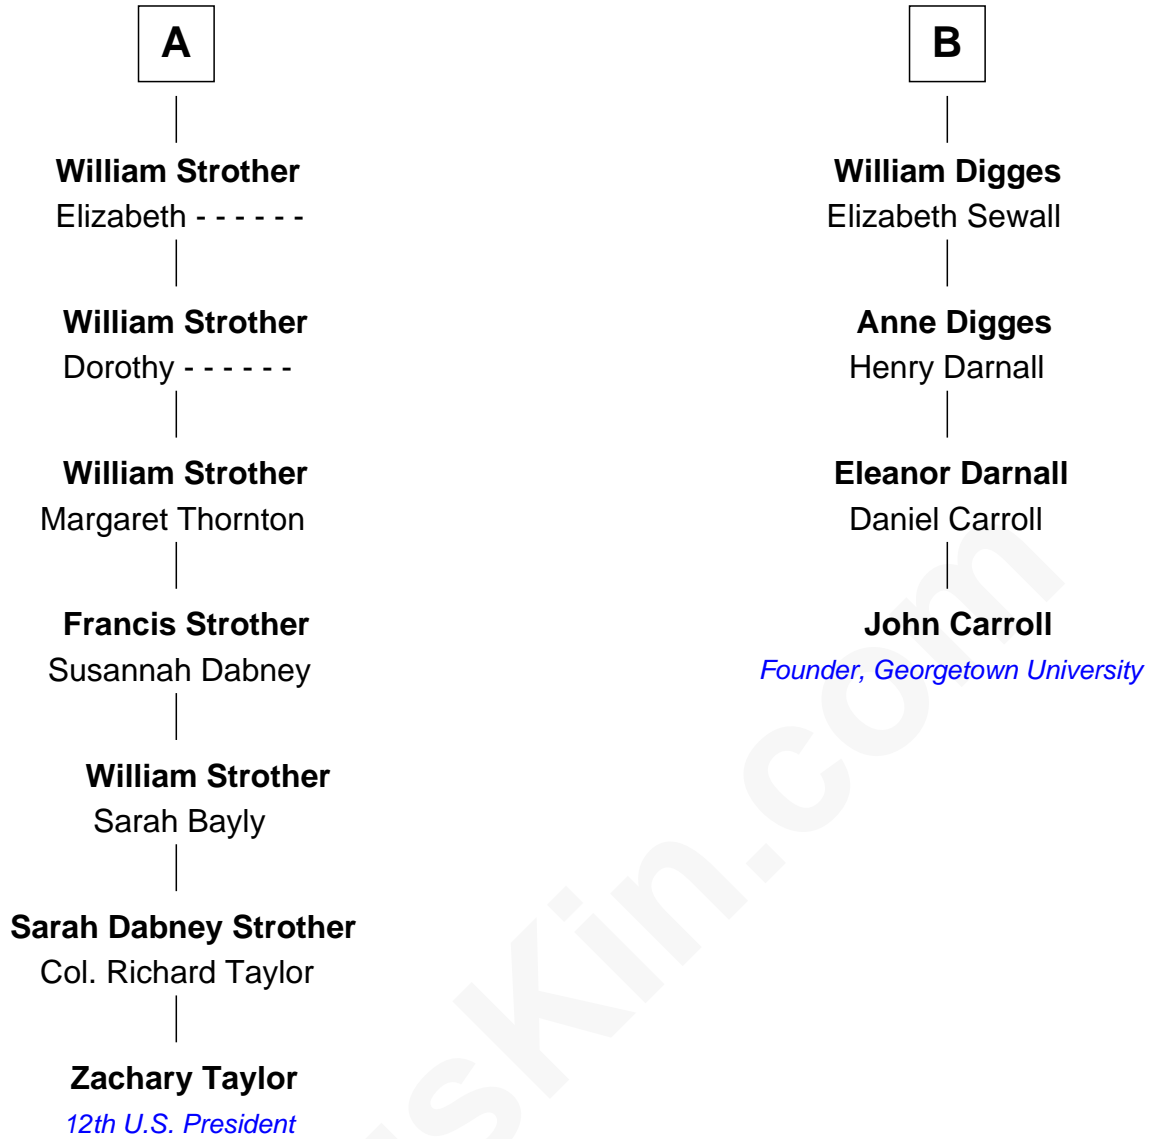 A
William Strother
Elizabeth - - - - - -
William Strother
Dorothy - - - - - -
William Strother
Margaret Thornton
Francis Strother
Susannah Dabney
William Strother
Sarah Bayly
Sarah Dabney Strother
Col. Richard Taylor
Zachary Taylor
12th U.S. President
B
William Digges
Elizabeth Sewall
Anne Digges
Henry Darnall
Eleanor Darnall
Daniel Carroll
John Carroll
Founder, Georgetown University